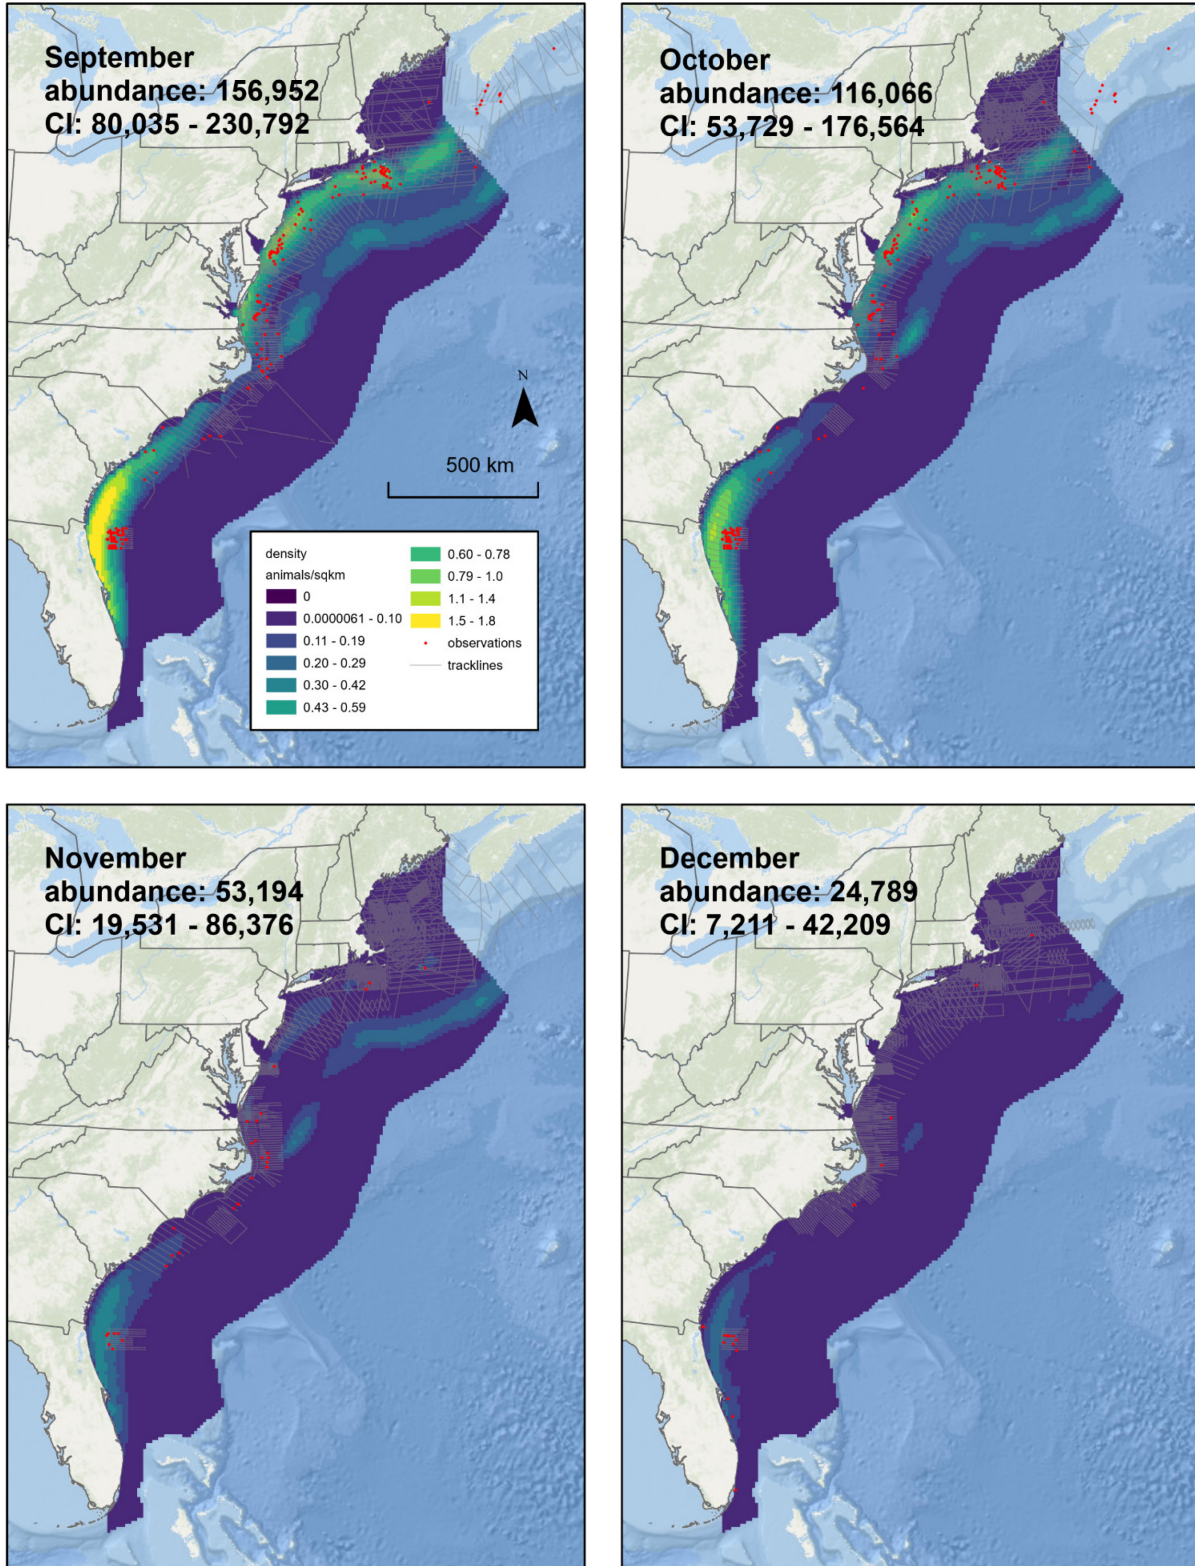 September
abundance: 156,952
CI: 80,035 - 230,792
N
500 km
density
animals/sqkm
0
0.0000061 - 0.10
0.11 - 0.19
0.20 - 0.29
0.30 - 0.42
0.43 - 0.59
0.60 - 0.78
0.79 - 1.0
1.1 - 1.4
1.5 - 1.8
observations
tracklines
October
abundance: 116,066
CI: 53,729 - 176,564
November
abundance: 53,194
CI: 19,531 - 86,376
December
abundance: 24,789
CI: 7,211 - 42,209